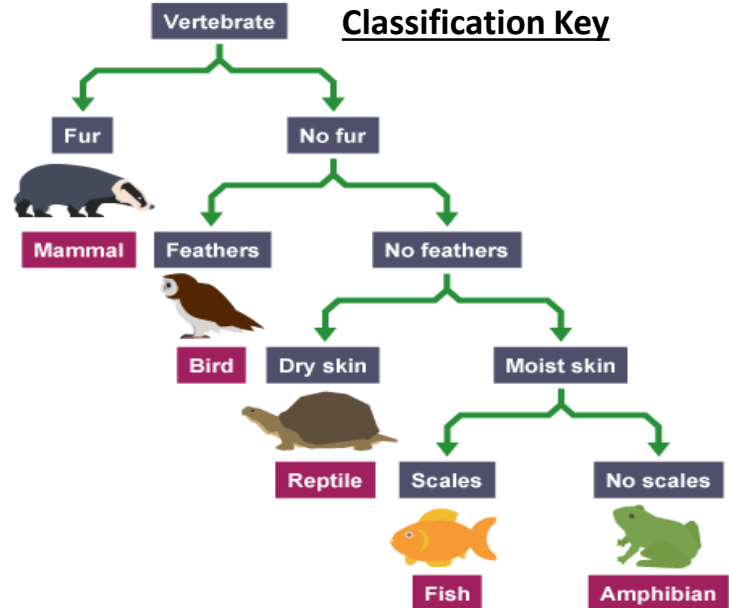 Classification Key
Vertebrate
Fur
No fur
Mammal
Feathers
No feathers
Bird
Dry skin
Moist skin
Reptile
Scales
No scales
Fish
Amphibian